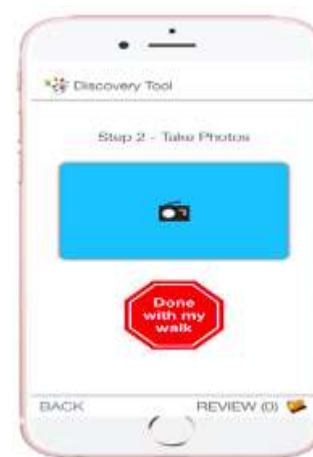 Discovery Tool
Step 2 - Take Photos
Done
with my
walk
BACK
REVIEW (0)